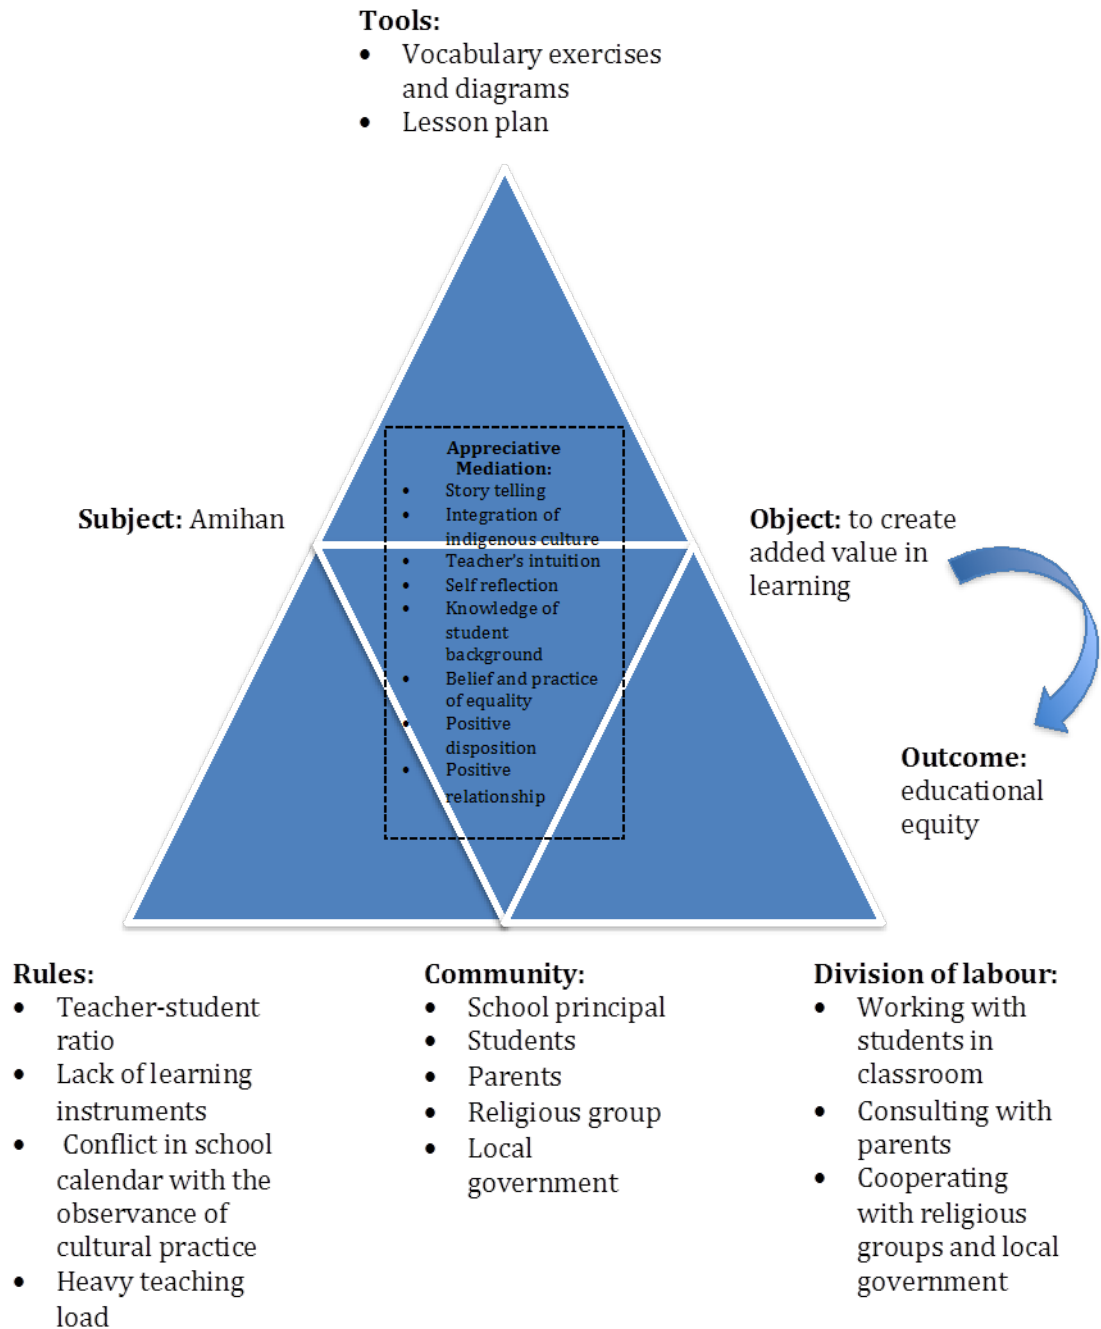 Tools:
• Vocabulary exercises
and diagrams
• Lesson plan
Appreciative
Mediation:
• Story telling
• Integration of
indigenous culture
• Teacher's intuition
• Self reflection
• Knowledge of
student
background
• Belief and practice
of equality
• Positive
disposition
• Positive
relationship
Subject: Amihan
Object: to create
added value in
learning
Outcome:
educational
equity
Rules:
• Teacher-student
ratio
• Lack of learning
instruments
• Conflict in school
calendar with the
observance of
cultural practice
• Heavy teaching
load
Community:
• School principal
• Students
• Parents
• Religious group
• Local
government
Division of labour:
• Working with
students in
classroom
• Consulting with
parents
• Cooperating
with religious
groups and local
government